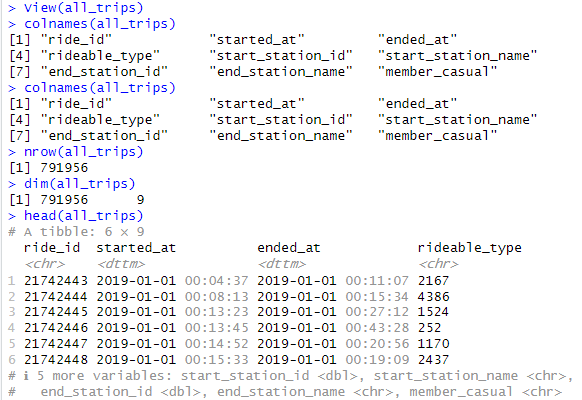 > View(all_trips)
> colnames(all_trips)
[1] "ride_id"            "started_at"         "ended_at"
[4] "rideable_type"      "start_station_id"   "start_station_name"
[7] "end_station_id"     "end_station_name"   "member_casual"
> colnames(all_trips)
[1] "ride_id"            "started_at"         "ended_at"
[4] "rideable_type"      "start_station_id"   "start_station_name"
[7] "end_station_id"     "end_station_name"   "member_casual"
> nrow(all_trips)
[1] 791956
> dim(all_trips)
[1] 791956      9
> head(all_trips)
# A tibble: 6 × 9
  ride_id  started_at          ended_at            rideable_type
  <chr>    <dttm>              <dttm>              <chr>
1 21742443 2019-01-01 00:04:37 2019-01-01 00:11:07 2167
2 21742444 2019-01-01 00:08:13 2019-01-01 00:15:34 4386
3 21742445 2019-01-01 00:13:23 2019-01-01 00:27:12 1524
4 21742446 2019-01-01 00:13:45 2019-01-01 00:43:28 252
5 21742447 2019-01-01 00:14:52 2019-01-01 00:20:56 1170
6 21742448 2019-01-01 00:15:33 2019-01-01 00:19:09 2437
# ℹ 5 more variables: start_station_id <dbl>, start_station_name <chr>,
#   end_station_id <dbl>, end_station_name <chr>, member_casual <chr>